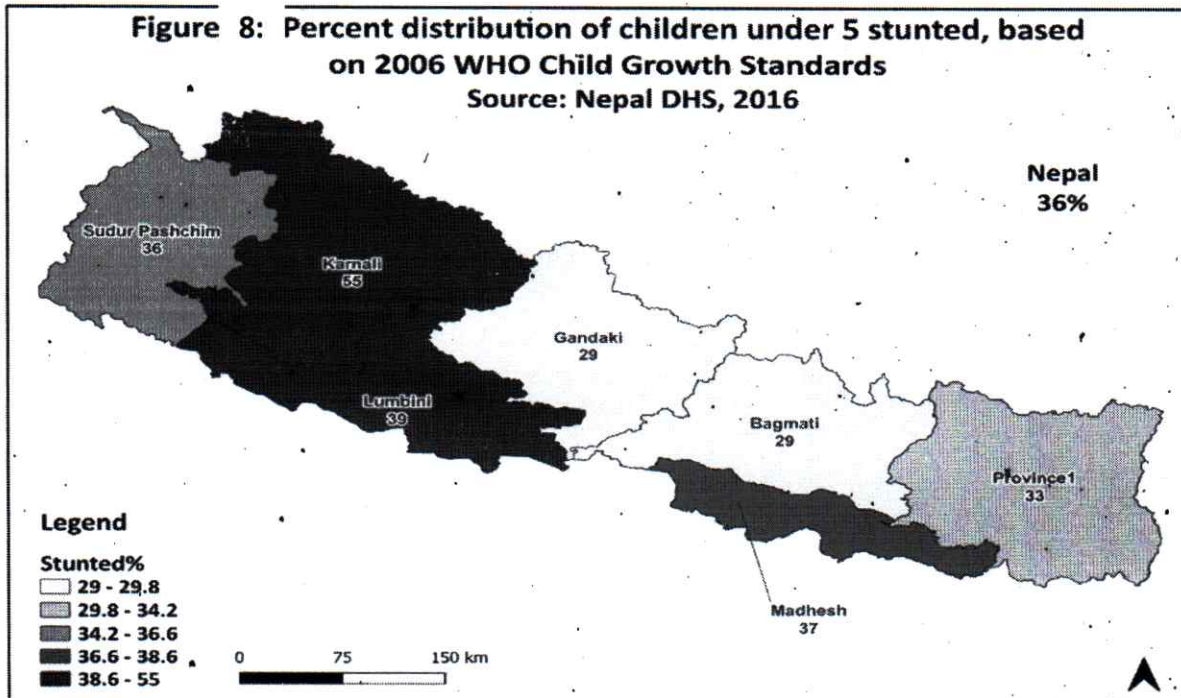 Figure 8: Percent distribution of children under 5 stunted, based
on 2006 WHO Child Growth Standards
Source: Nepal DHS, 2016
Nepal
36%
Sudur Pashchim
36
Karnali
55
Gandaki
29
Lumbini
39
Bagmati
29
Province1
33
Madhesh
37
Legend
Stunted%
29 - 29.8
29.8 - 34.2
34.2 - 36.6
36.6 - 38.6
38.6 - 55
0 75 150 km